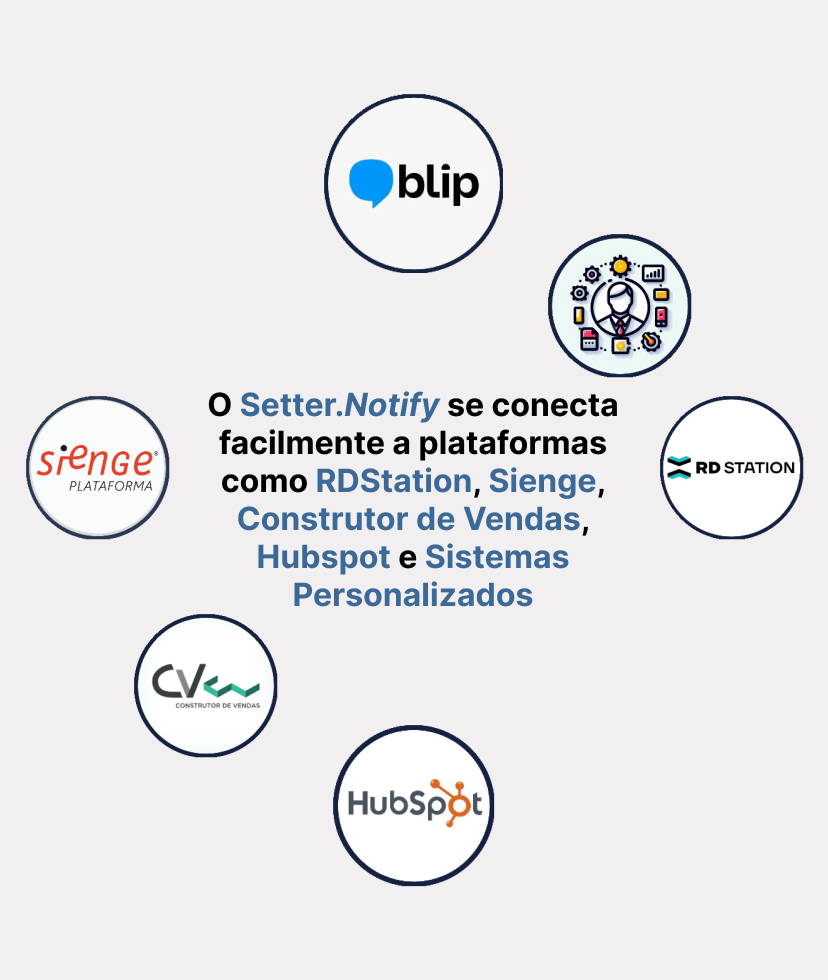 blip
O Setter.Notify se conecta
facilmente a plataformas
como RDStation, Sienge,
Construtor de Vendas,
Hubspot e Sistemas
Personalizados
sienge®
PLATAFORMA
RD STATION
CV
CONSTRUTOR DE VENDAS
HubSpot